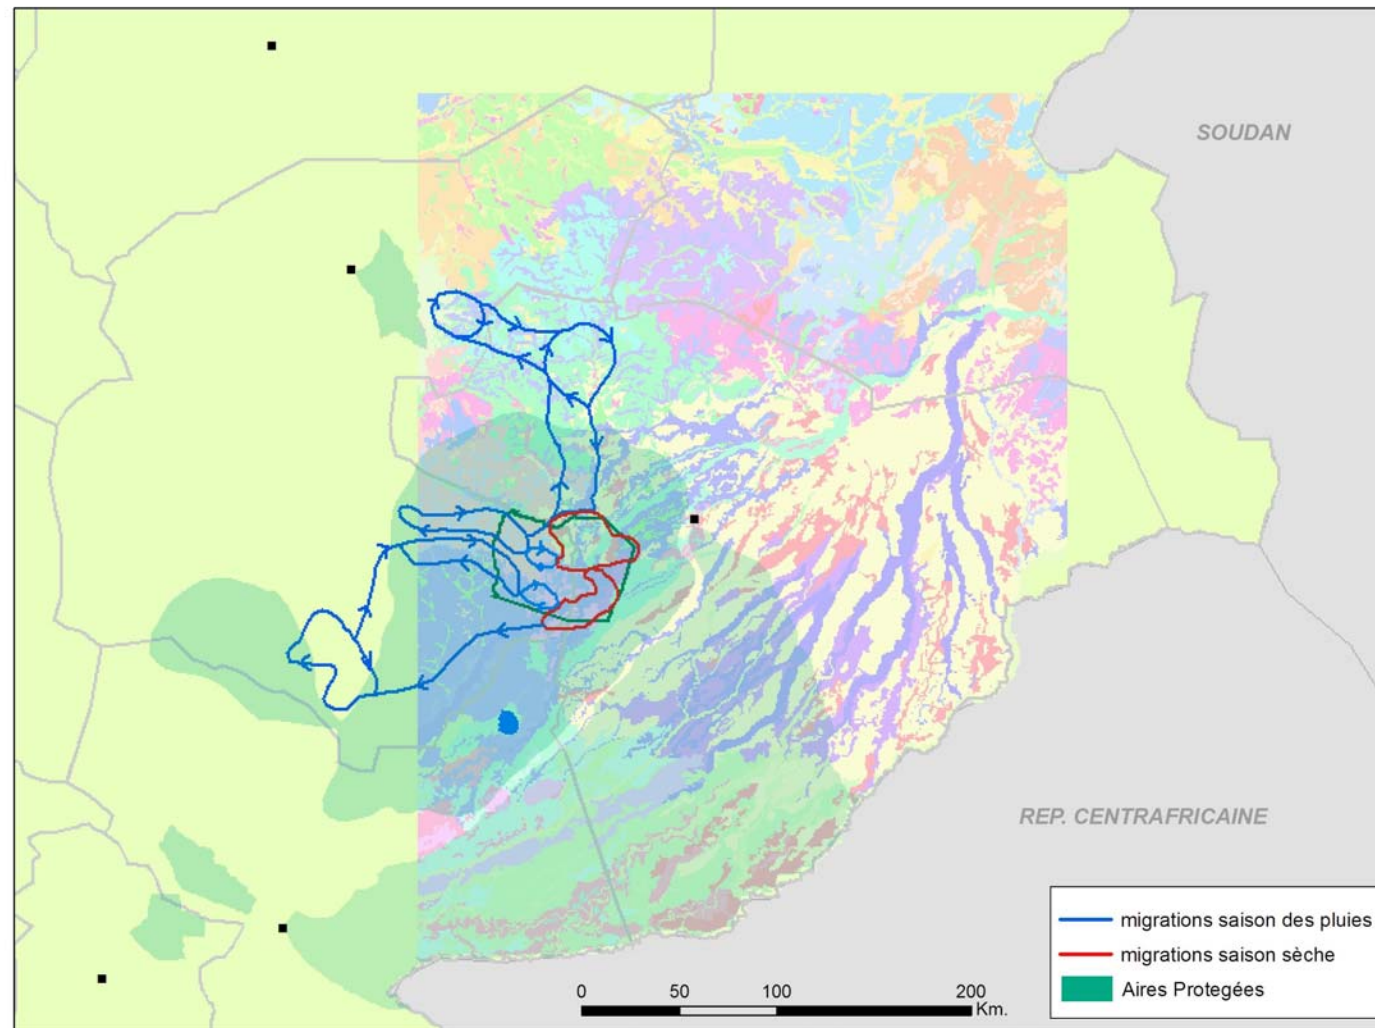 SOUDAN
REP. CENTRAFRICAINE
migrations saison des pluies
migrations saison sèche
Aires Protegées
0 50 100 200
Km.